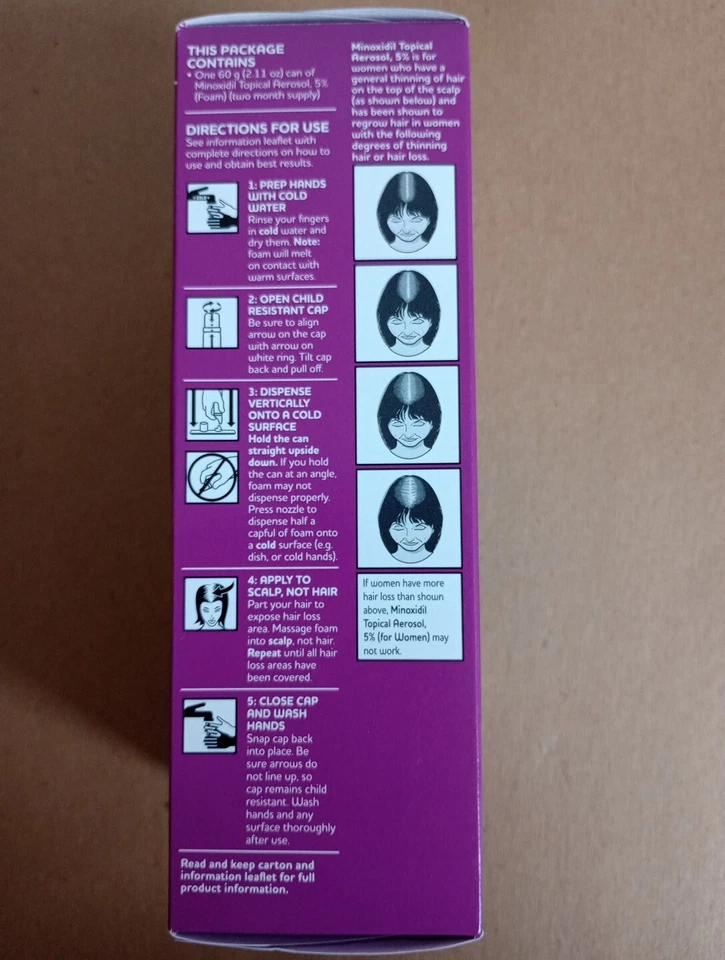 THIS PACKAGE
CONTAINS
• One 60 g (2.11 oz) can of
Minoxidil Topical Aerosol, 5%
(Foam) (two month supply)
DIRECTIONS FOR USE
See information leaflet with
complete directions on how to
use and obtain best results.
1: PREP HANDS
WITH COLD
WATER
Rinse your fingers
in cold water and
dry them. Note:
foam will melt
on contact with
warm surfaces.
2: OPEN CHILD
RESISTANT CAP
Be sure to align
arrow on the cap
with arrow on
white ring. Tilt cap
back and pull off.
3: DISPENSE
VERTICALLY
ONTO A COLD
SURFACE
Hold the can
straight upside
down. If you hold
the can at an angle,
foam may not
dispense properly.
Press nozzle to
dispense half a
capful of foam onto
a cold surface (e.g.
dish, or cold hands).
4: APPLY TO
SCALP, NOT HAIR
Part your hair to
expose hair loss
area. Massage foam
into scalp, not hair.
Repeat until all hair
loss areas have
been covered.
5: CLOSE CAP
AND WASH
HANDS
Snap cap back
into place. Be
sure arrows do
not line up, so
cap remains child
resistant. Wash
hands and any
surface thoroughly
after use.
Read and keep carton and
information leaflet for full
product information.
Minoxidil Topical
Aerosol, 5% is for
women who have a
general thinning of hair
on the top of the scalp
(as shown below) and
has been shown to
regrow hair in women
with the following
degrees of thinning
hair or hair loss.
If women have more
hair loss than shown
above, Minoxidil
Topical Aerosol,
5% (for Women) may
not work.